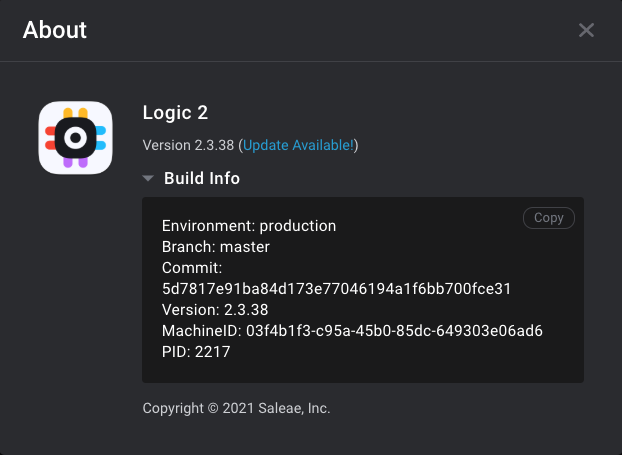 About
Logic 2
Version 2.3.38 (Update Available!)
Build Info
Copy
Environment: production
Branch: master
Commit:
5d7817e91ba84d173e77046194a1f6bb700fce31
Version: 2.3.38
MachineID: 03f4b1f3-c95a-45b0-85dc-649303e06ad6
PID: 2217
Copyright © 2021 Saleae, Inc.